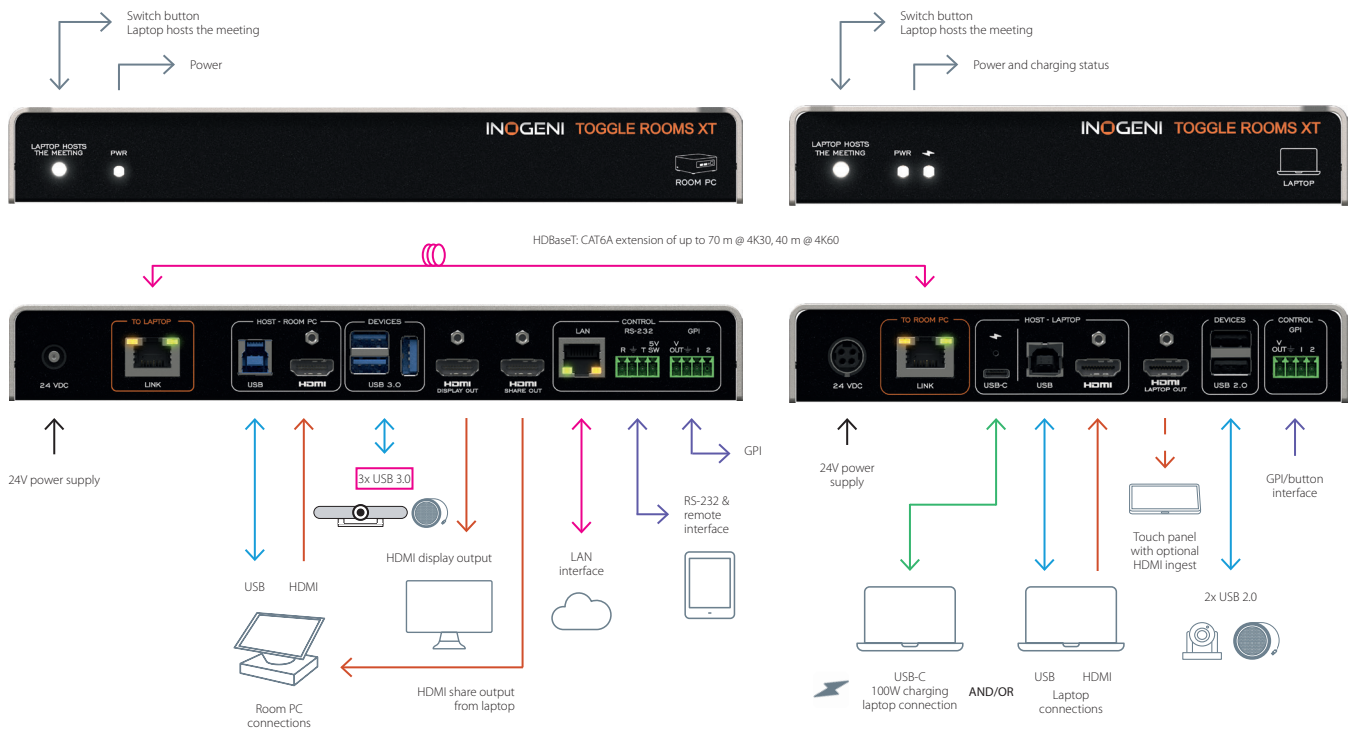 Switch button
Laptop hosts the meeting
Power
Switch button
Laptop hosts the meeting
Power and charging status
INOGENI TOGGLE ROOMS XT
LAPTOP HOSTS
THE MEETING
PWR
ROOM PC
INOGENI TOGGLE ROOMS XT
LAPTOP HOSTS
THE MEETING
PWR
LAPTOP
HDBaseT: CAT6A extension of up to 70 m @ 4K30, 40 m @ 4K60
TO LAPTOP
HOST - ROOM PC
DEVICES
CONTROL
LAN
RS-232
GPI
5V
R T SW
V
OUT 1 2
24 VDC
LINK
USB
HDMI
USB 3.0
HDMI
DISPLAY OUT
HDMI
SHARE OUT
TO ROOM PC
HOST - LAPTOP
DEVICES
CONTROL
GPI
V
OUT 1 2
24 VDC
LINK
USB-C
USB
HDMI
HDMI
LAPTOP OUT
USB 2.0
24V power supply
3x USB 3.0
USB
HDMI
Room PC
connections
HDMI display output
HDMI share output
from laptop
LAN
interface
RS-232 &
remote
interface
GPI
24V power
supply
USB-C
100W charging
laptop connection
AND/OR
USB
HDMI
Laptop
connections
Touch panel
with optional
HDMI ingest
2x USB 2.0
GPI/button
interface